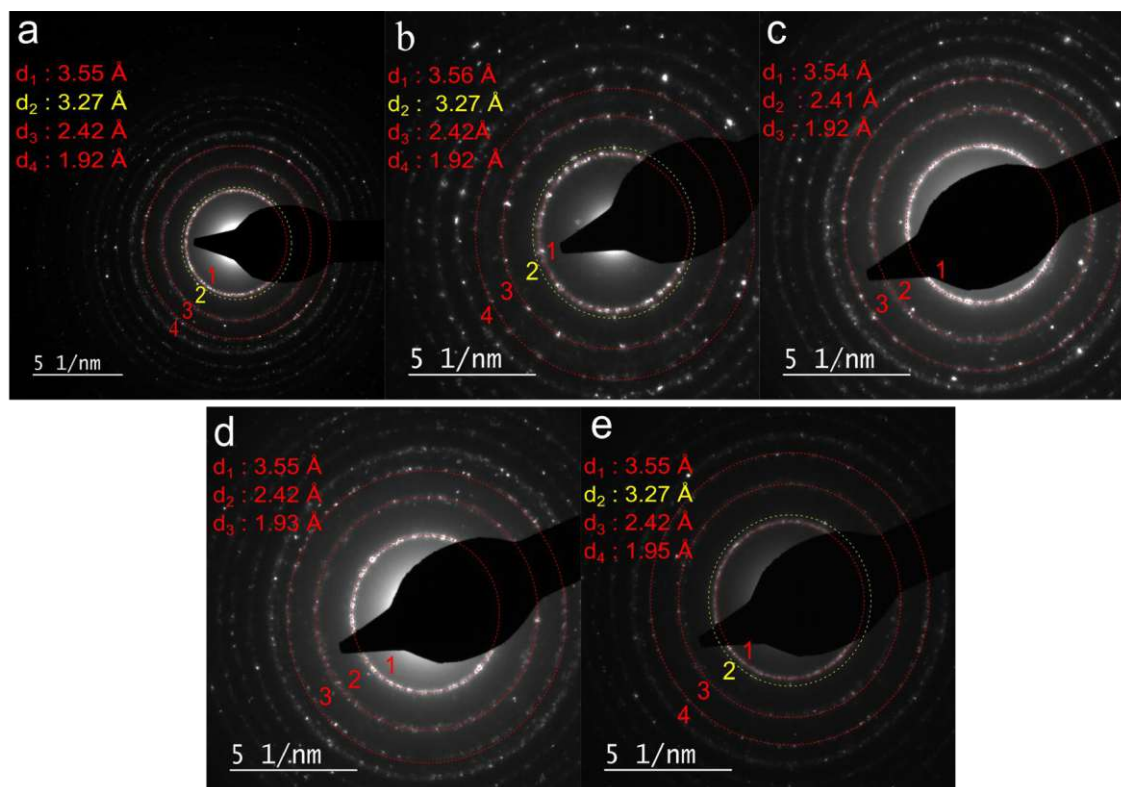 a
d₁ : 3.55 Å
d₂ : 3.27 Å
d₃ : 2.42 Å
d₄ : 1.92 Å
1
2
3
4
5 1/nm
b
d₁ : 3.56 Å
d₂ : 3.27 Å
d₃ : 2.42Å
d₄ : 1.92 Å
1
2
3
4
5 1/nm
c
d₁ : 3.54 Å
d₂ : 2.41 Å
d₃ : 1.92 Å
1
2
3
5 1/nm
d
d₁ : 3.55 Å
d₂ : 2.42 Å
d₃ : 1.93 Å
1
2
3
5 1/nm
e
d₁ : 3.55 Å
d₂ : 3.27 Å
d₃ : 2.42 Å
d₄ : 1.95 Å
1
2
3
4
5 1/nm